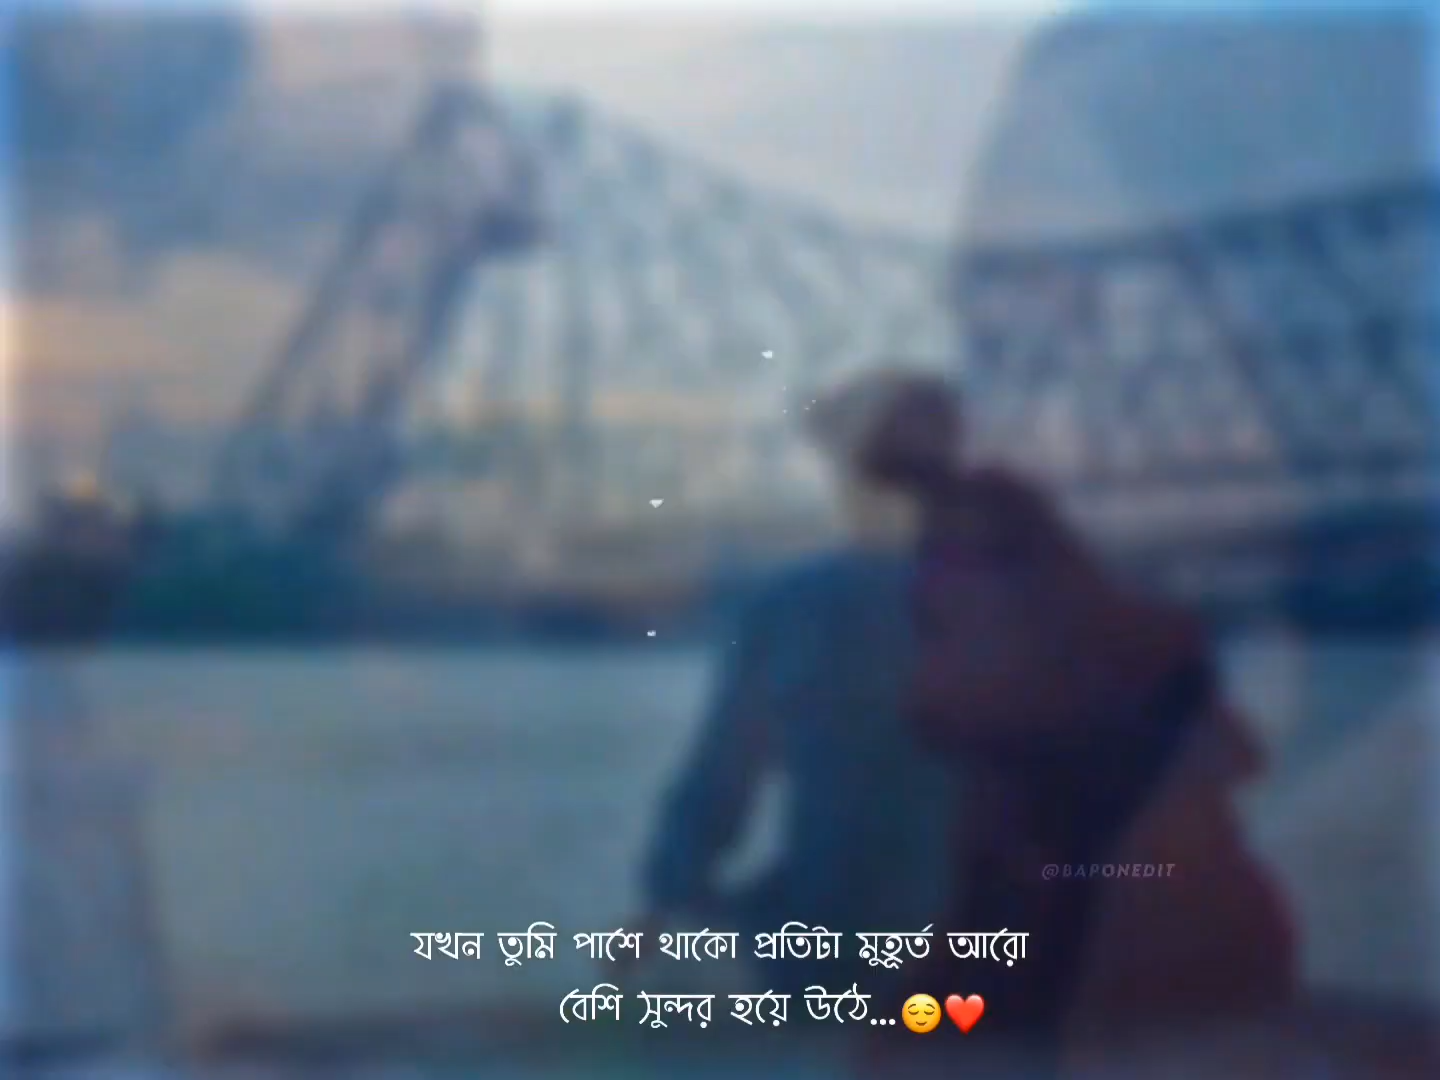 @BAPONEDIT
যখন তুমি পাশে থাকো প্রতিটা মুহূর্ত আরো
বেশি সুন্দর হয়ে উঠে...😌❤️